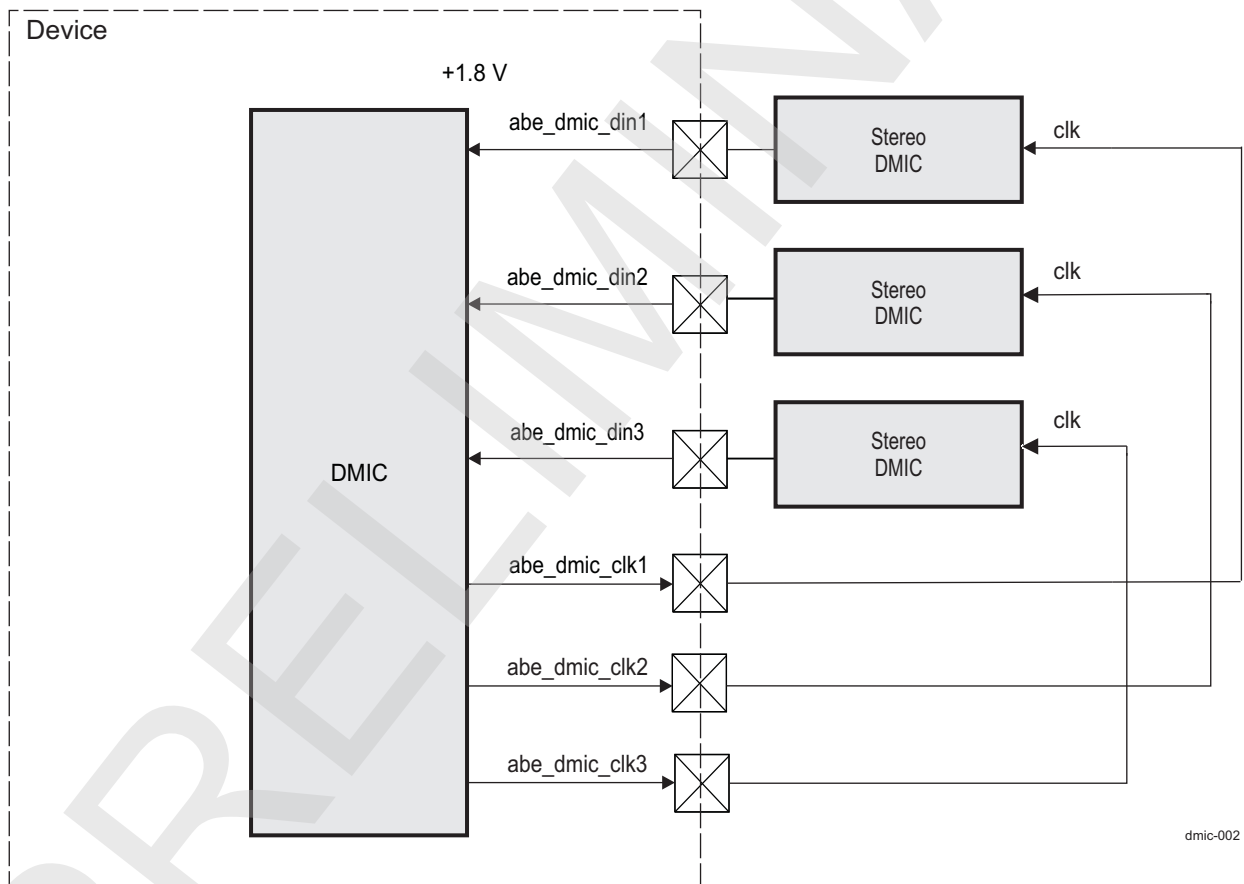 Device
+1.8 V
abe_dmic_din1
Stereo
DMIC
clk
abe_dmic_din2
Stereo
DMIC
clk
abe_dmic_din3
Stereo
DMIC
clk
DMIC
abe_dmic_clk1
abe_dmic_clk2
abe_dmic_clk3
dmic-002
PRELIMINA